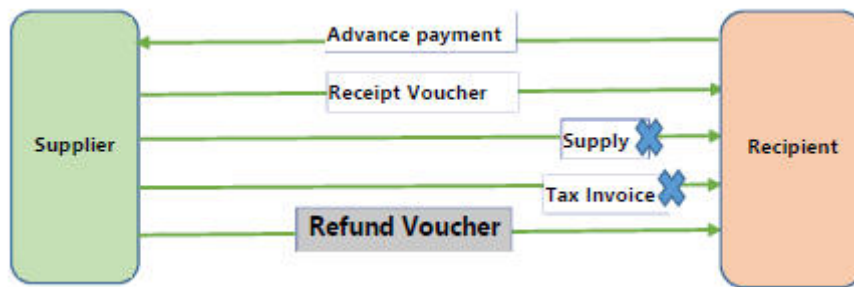 Advance payment
Receipt Voucher
Supplier
Supply
Recipient
Tax Invoice
Refund Voucher